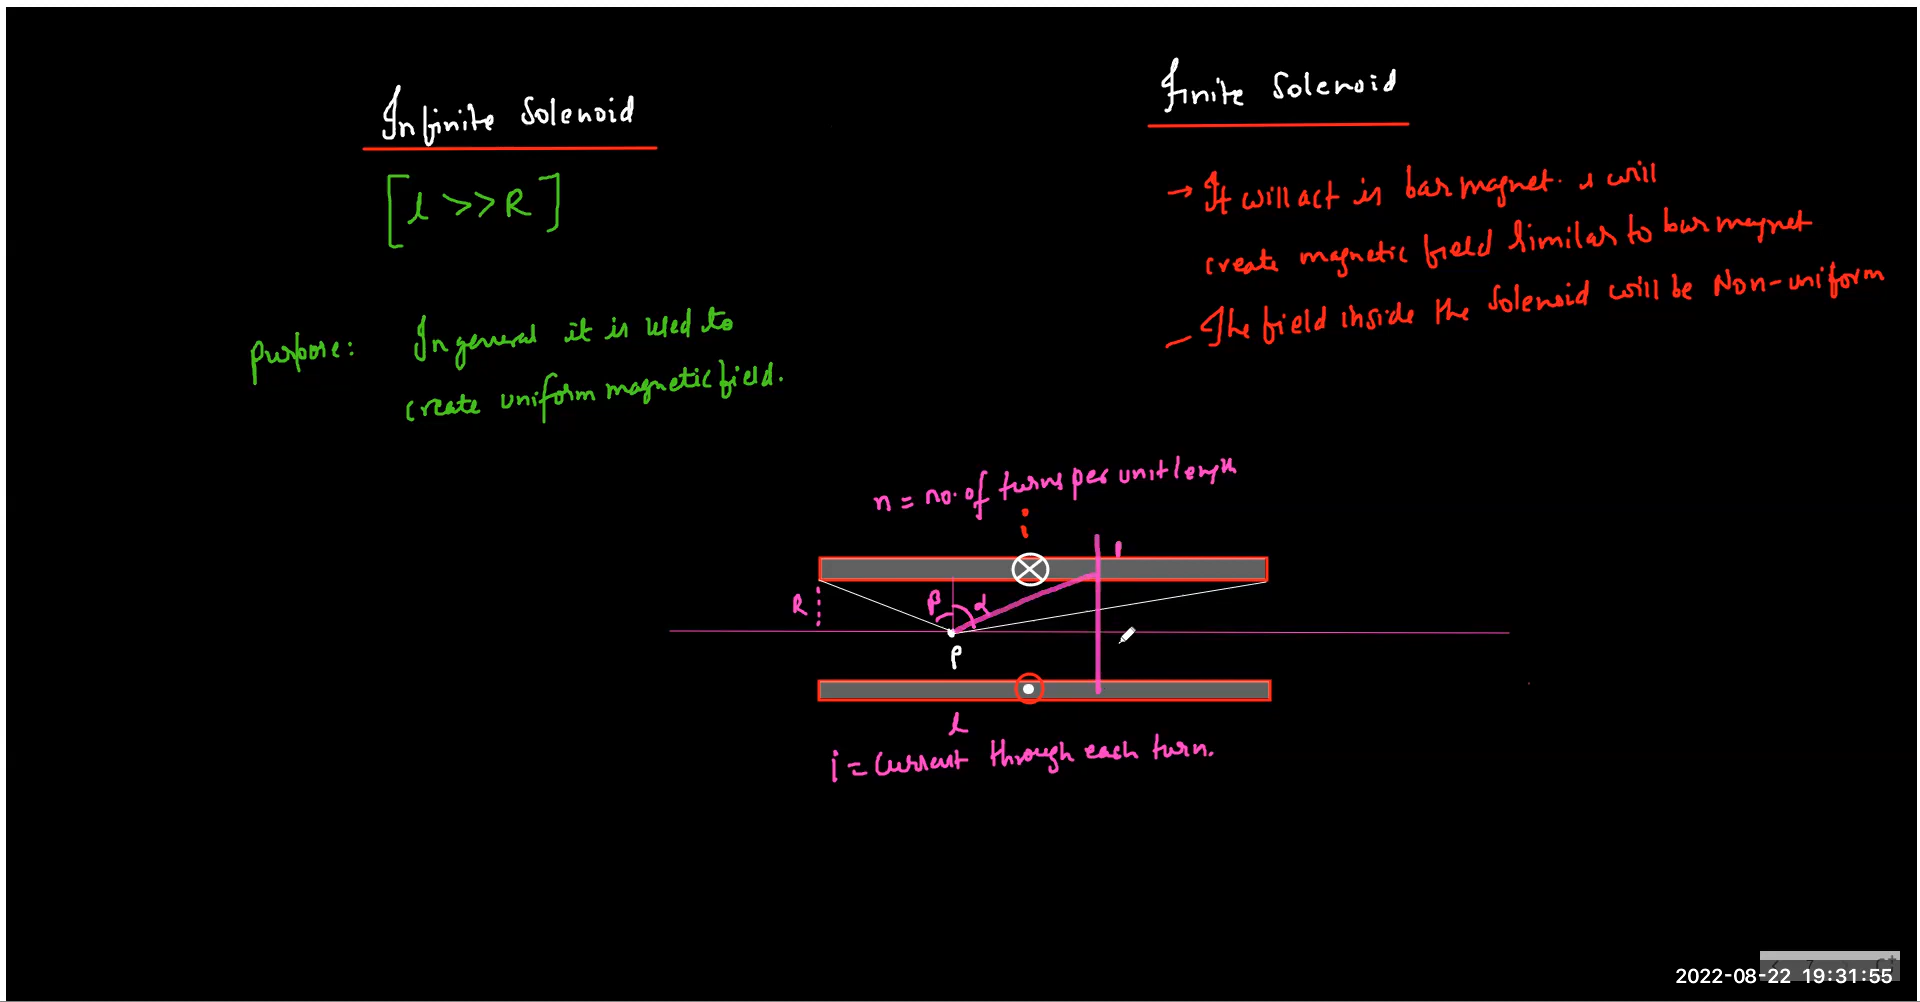 Infinite Solenoid
[l >> R]
Purpose: In general it is used to
create uniform magnetic field.
Finite Solenoid
→ It will act is bar magnet. & will
create magnetic field similar to bar magnet
– The field inside the solenoid will be Non-uniform
n = no. of turns per unit length
i
R
β α
P
l
i = current through each turn.
2022-08-22 19:31:55